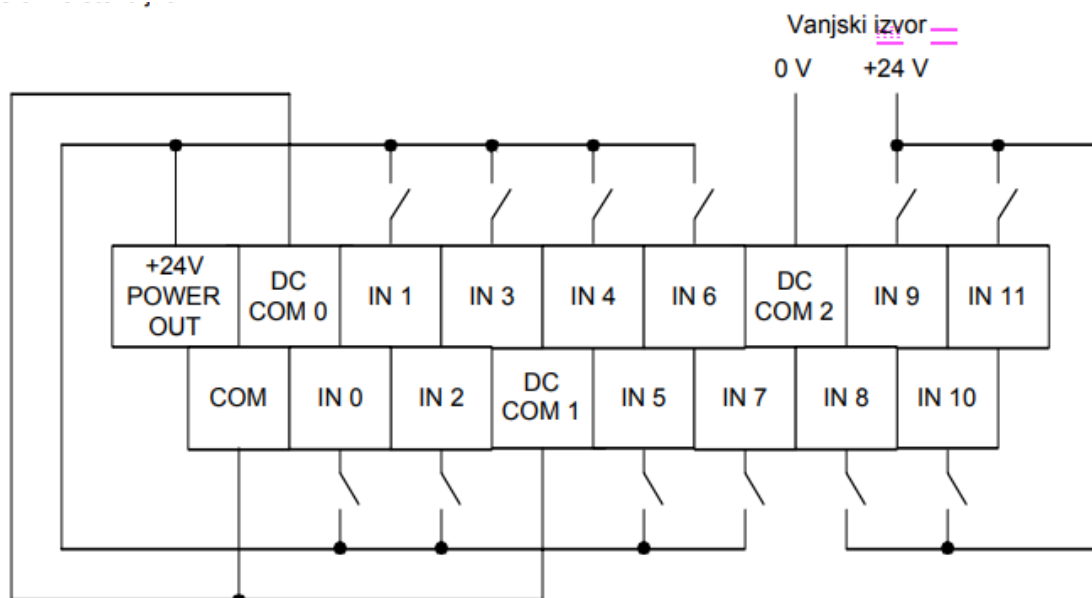 Vanjski izvor
0 V +24 V
+24V
POWER
OUT
DC
COM 0
IN 1
IN 3
IN 4
IN 6
DC
COM 2
IN 9
IN 11
COM
IN 0
IN 2
DC
COM 1
IN 5
IN 7
IN 8
IN 10